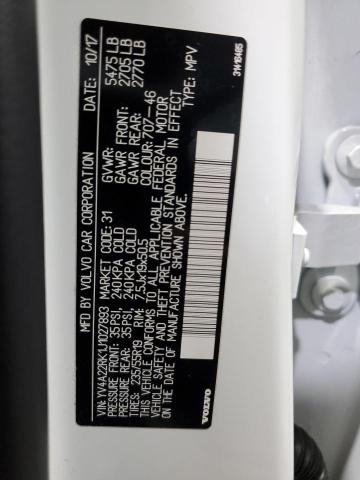 MFD BY VOLVO CAR CORPORATION DATE: 10/17
GVWR: 5475 LB
GAWR FRONT: 2705 LB
GAWR REAR: 2770 LB
VIN: YV4A22RK1J1027893 MARKET CODE:31 COLOUR:707-46
PRESSURE FRONT: 35PSI, 240KPA COLD
PRESSURE REAR: 35PSI, 240KPA COLD TYPE: MPV
TIRES: 235/55R19 RIM: 7.5JX19X50.5
THIS VEHICLE CONFORMS TO ALL APPLICABLE FEDERAL MOTOR
VEHICLE SAFETY AND THEFT PREVENTION STANDARDS IN EFFECT
ON THE DATE OF MANUFACTURE SHOWN ABOVE.
VOLVO
31418485